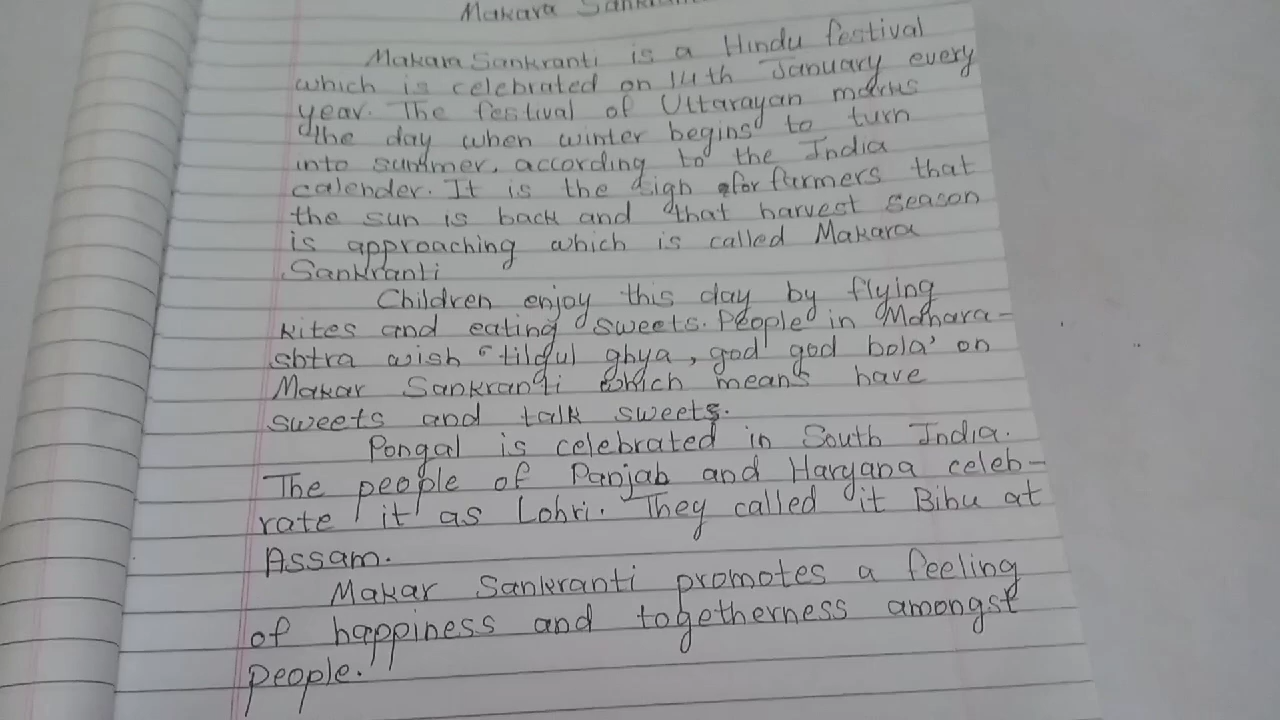 Makara Sankran
Makara Sankranti is a Hindu festival
which is celebrated on 14th January every
year. The festival of Uttarayan marks
the day when winter begins to turn
into summer, according to the India
calender. It is the sign for farmers that
the sun is back and that harvest season
is approaching which is called Makara
Sankranti
Children enjoy this day by flying
kites and eating sweets. People in Mahara-
shtra wish "tilgul ghya, god god bola' on
Makar Sankranti which means have
sweets and talk sweets.
Pongal is celebrated in South India.
The people of Panjab and Haryana celeb-
rate it as Lohri. They called it Bihu at
Assam.
Makar Sankranti promotes a feeling
of happiness and togetherness amongst
people.